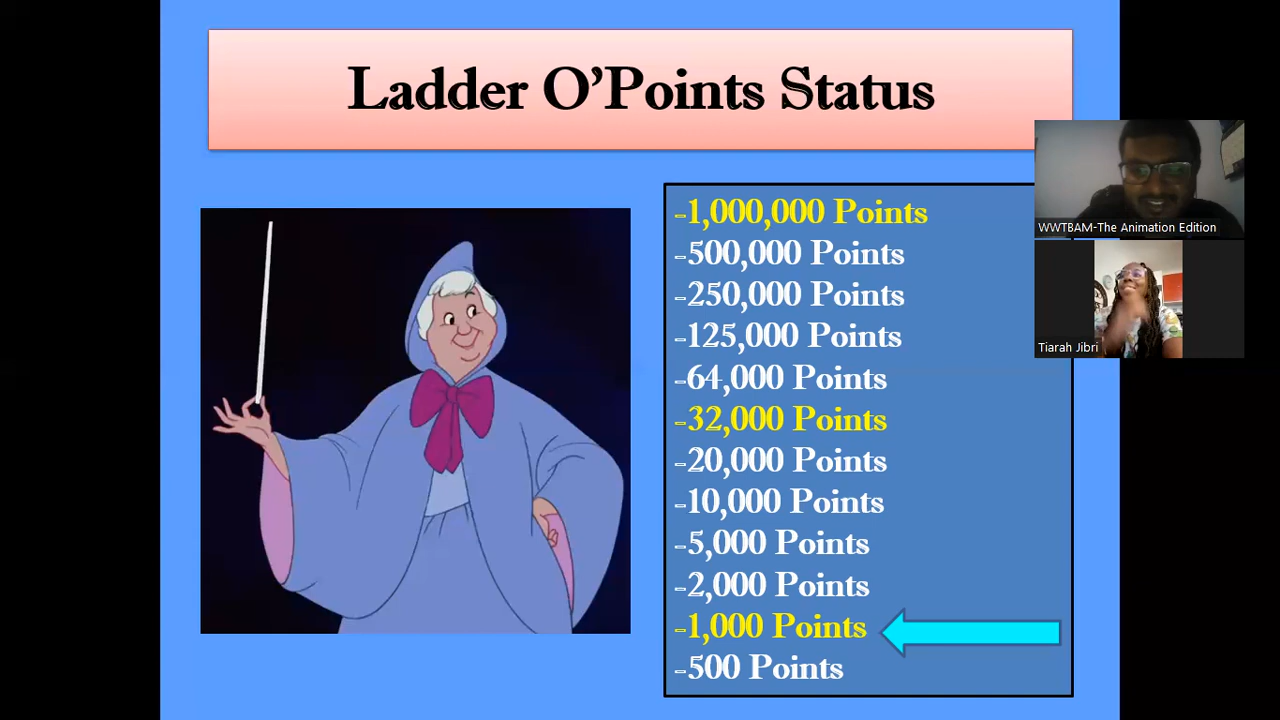 Ladder O'Points Status
-1,000,000 Points
-500,000 Points
-250,000 Points
-125,000 Points
-64,000 Points
-32,000 Points
-20,000 Points
-10,000 Points
-5,000 Points
-2,000 Points
-1,000 Points
-500 Points
WWTBAM-The Animation Edition
Tiarah Jibri